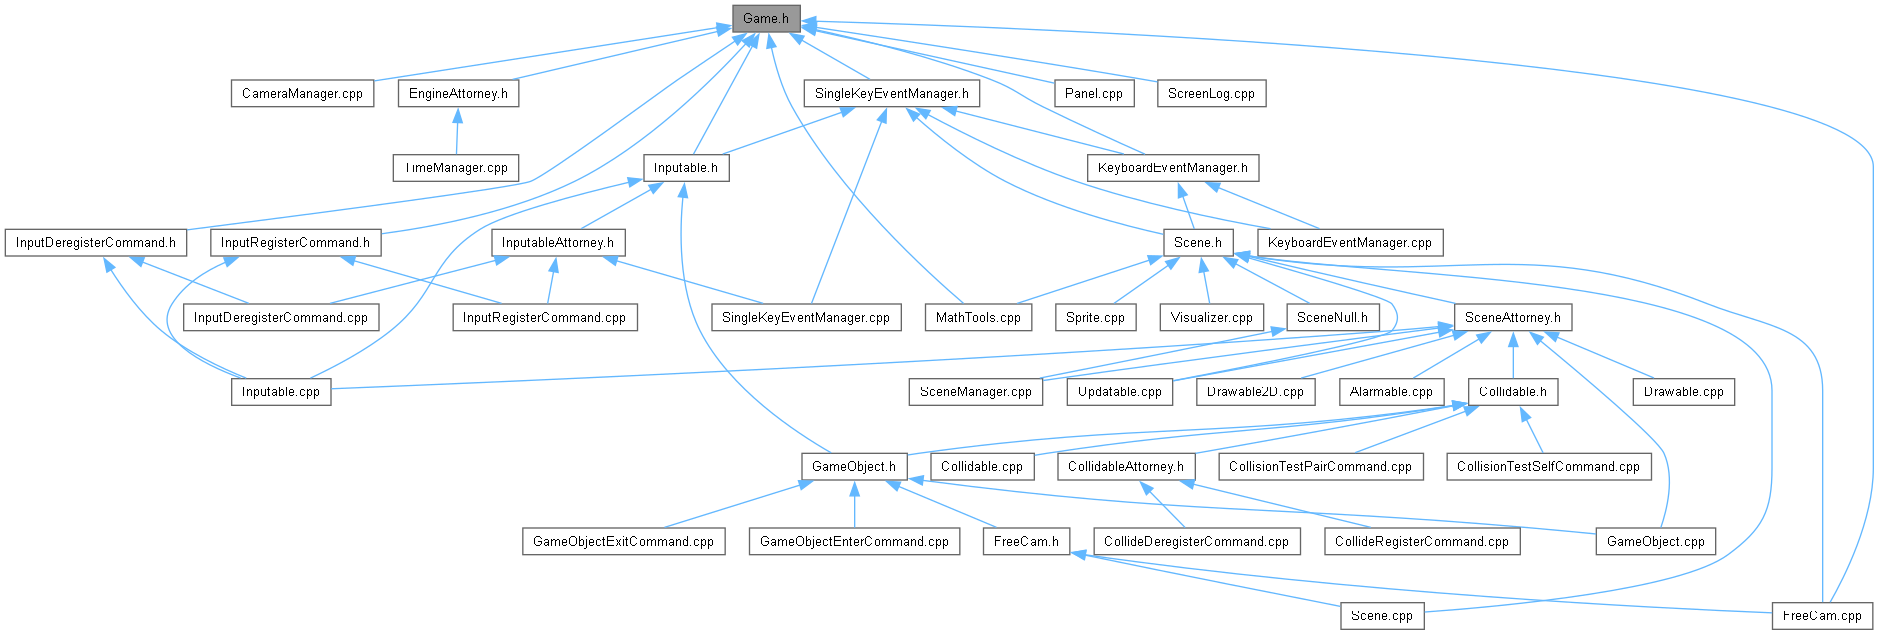 Game.h
CameraManager.cpp
EngineAttorney.h
SingleKeyEventManager.h
Panel.cpp
ScreenLog.cpp
TimeManager.cpp
Inputable.h
KeyboardEventManager.h
InputDeregisterCommand.h
InputRegisterCommand.h
InputableAttorney.h
Scene.h
KeyboardEventManager.cpp
InputDeregisterCommand.cpp
InputRegisterCommand.cpp
SingleKeyEventManager.cpp
MathTools.cpp
Sprite.cpp
Visualizer.cpp
SceneNull.h
SceneAttorney.h
Inputable.cpp
SceneManager.cpp
Updatable.cpp
Drawable2D.cpp
Alarmable.cpp
Collidable.h
Drawable.cpp
GameObject.h
Collidable.cpp
CollidableAttorney.h
CollisionTestPairCommand.cpp
CollisionTestSelfCommand.cpp
GameObjectExitCommand.cpp
GameObjectEnterCommand.cpp
FreeCam.h
CollideDeregisterCommand.cpp
CollideRegisterCommand.cpp
GameObject.cpp
Scene.cpp
FreeCam.cpp